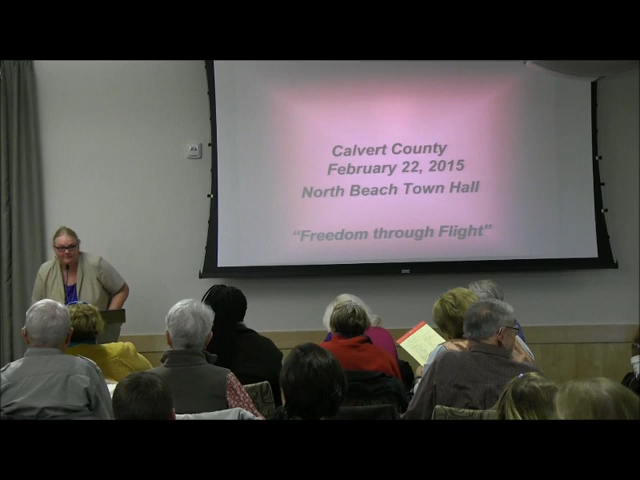 Calvert County
February 22, 2015
North Beach Town Hall
"Freedom through Flight"